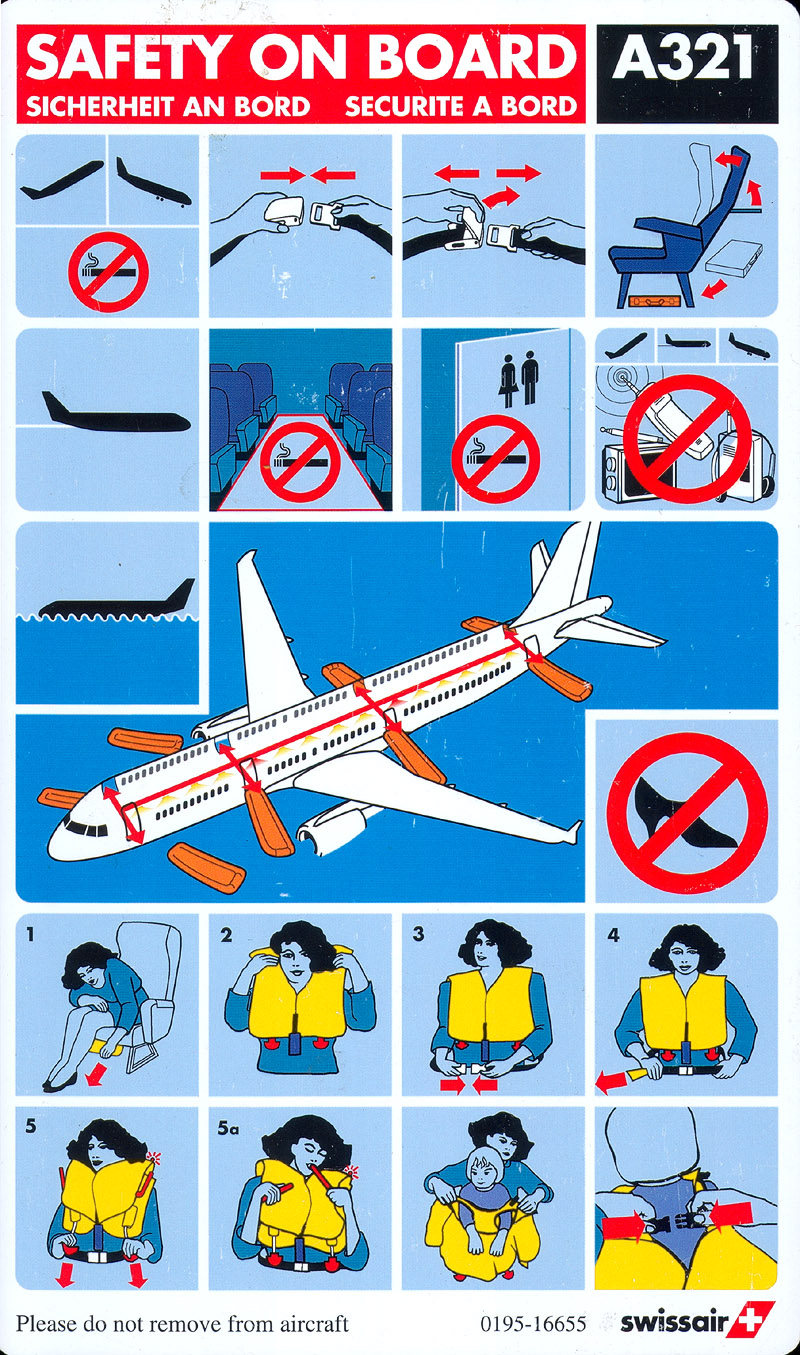 SAFETY ON BOARD
A321
SICHERHEIT AN BORD SECURITE A BORD
1
2
3
4
5
5a
Please do not remove from aircraft
0195-16655
swissair